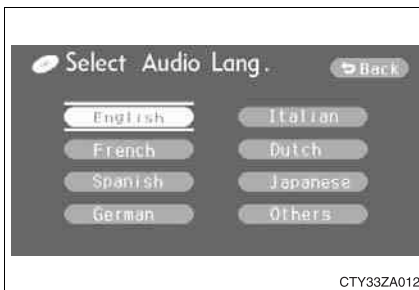 Select Audio Lang.
Back
English
Italian
French
Dutch
Spanish
Japanese
German
Others
CTY33ZA012